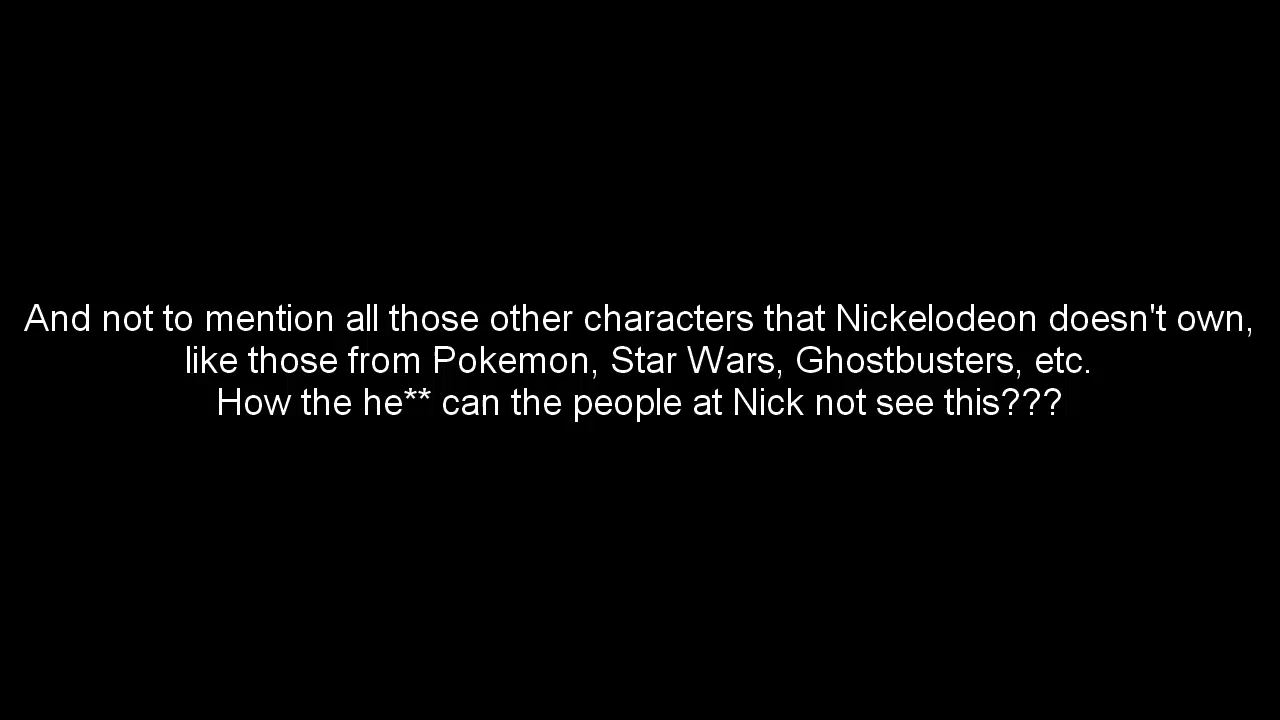 And not to mention all those other characters that Nickelodeon doesn't own,
like those from Pokemon, Star Wars, Ghostbusters, etc.
How the he** can the people at Nick not see this???